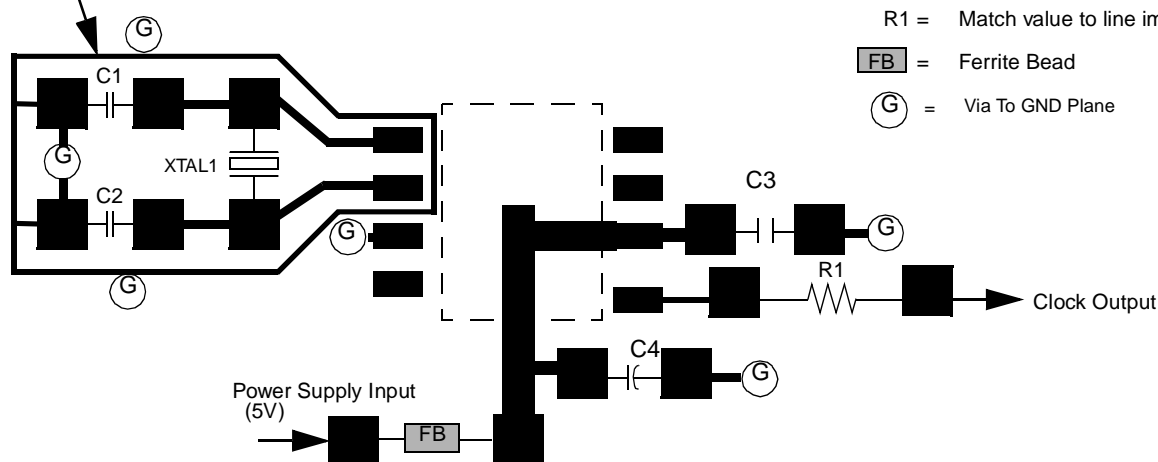 R1 = Match value to line
FB = Ferrite Bead
G = Via To GND Plane
G
C1
G
XTAL1
C2
G
G
C3
G
R1
Clock Output
C4
G
Power Supply Input
(5V)
FB